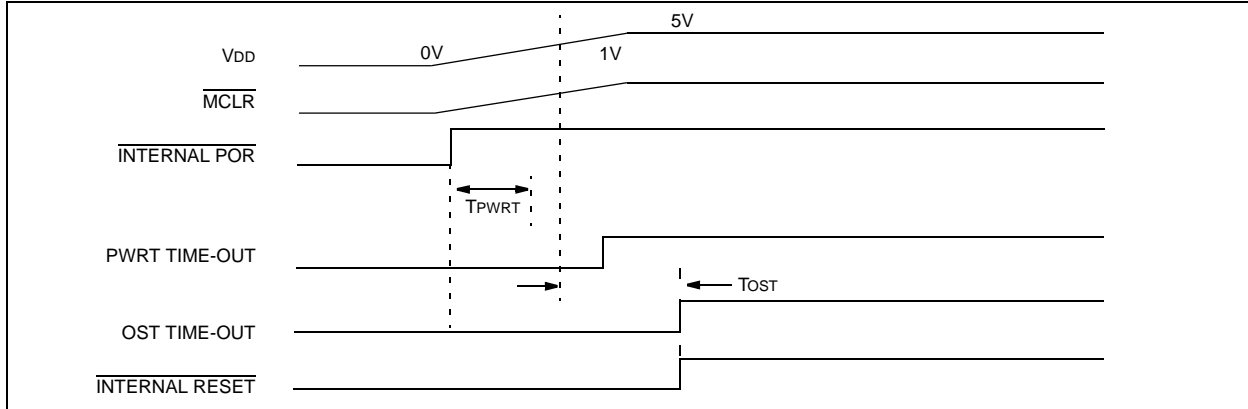 5V
VDD
0V
1V
MCLR
INTERNAL POR
TPWRT
PWRT TIME-OUT
TOST
OST TIME-OUT
INTERNAL RESET